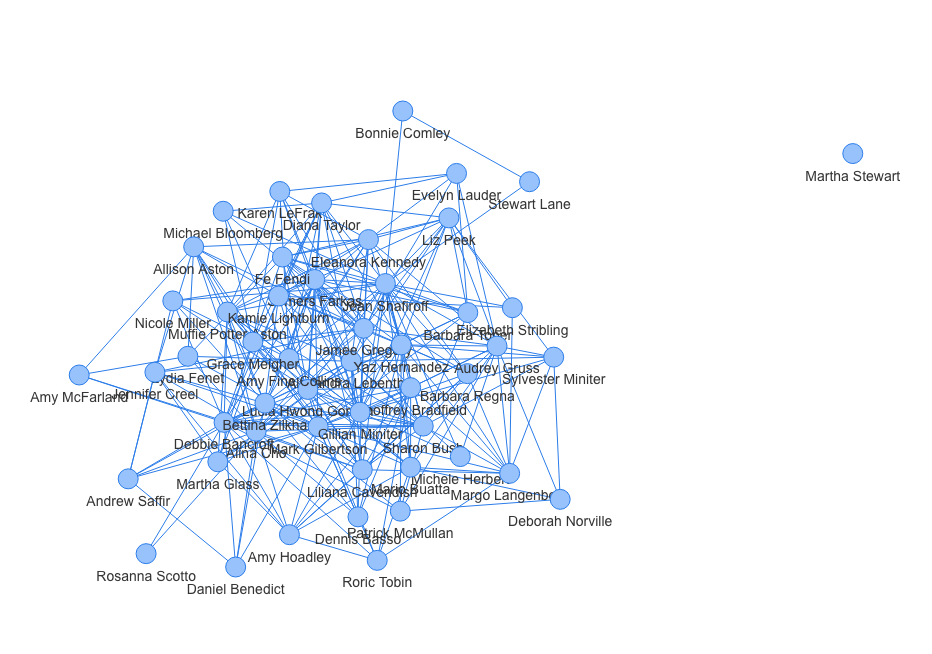 Bonnie Comley
Martha Stewart
Evelyn Lauder
Stewart Lane
Karen LeFrak
Diana Taylor
Michael Bloomberg
Liz Peek
Eleanora Kennedy
Allison Aston
Fe Fendi
Somers Farkas
Jean Shafiroff
Kamie Lightburn
Nicole Miller
Muffie Potter Aston
Elizabeth Stribling
Barbara Tober
Jamee Gregory
Grace Meigher
Yaz Hernandez
Audrey Gruss
Lydia Fenet
Sylvester Miniter
Amy Fine Collins
Lebenth
Jennifer Creel
Amy McFarland
Barbara Regna
Geoffrey Bradfield
Bettina Zilkha
Gillian Miniter
Debbie Bancroft
Mark Gilbertson
Sharon Bush
Alina Cho
Michele Herbert
Martha Glass
Liliana Cavendish
Mario Buatta
Margo Langenberg
Andrew Saffir
Deborah Norville
Patrick McMullan
Dennis Basso
Amy Hoadley
Rosanna Scotto
Roric Tobin
Daniel Benedict